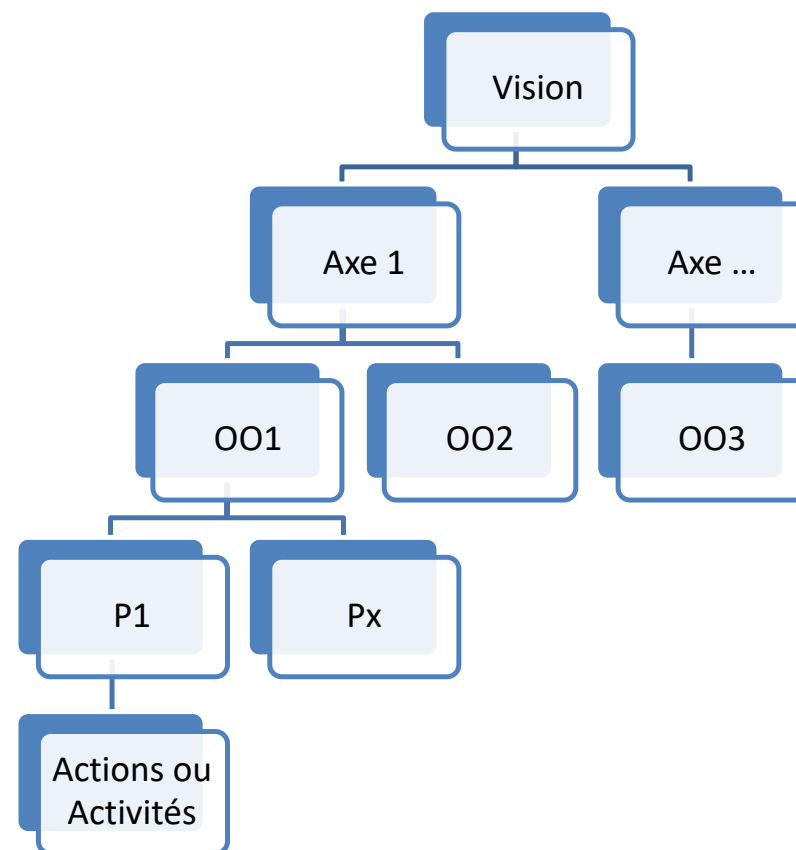 Vision
Axe 1
Axe ...
OO1
OO2
OO3
P1
Px
Actions ou
Activités